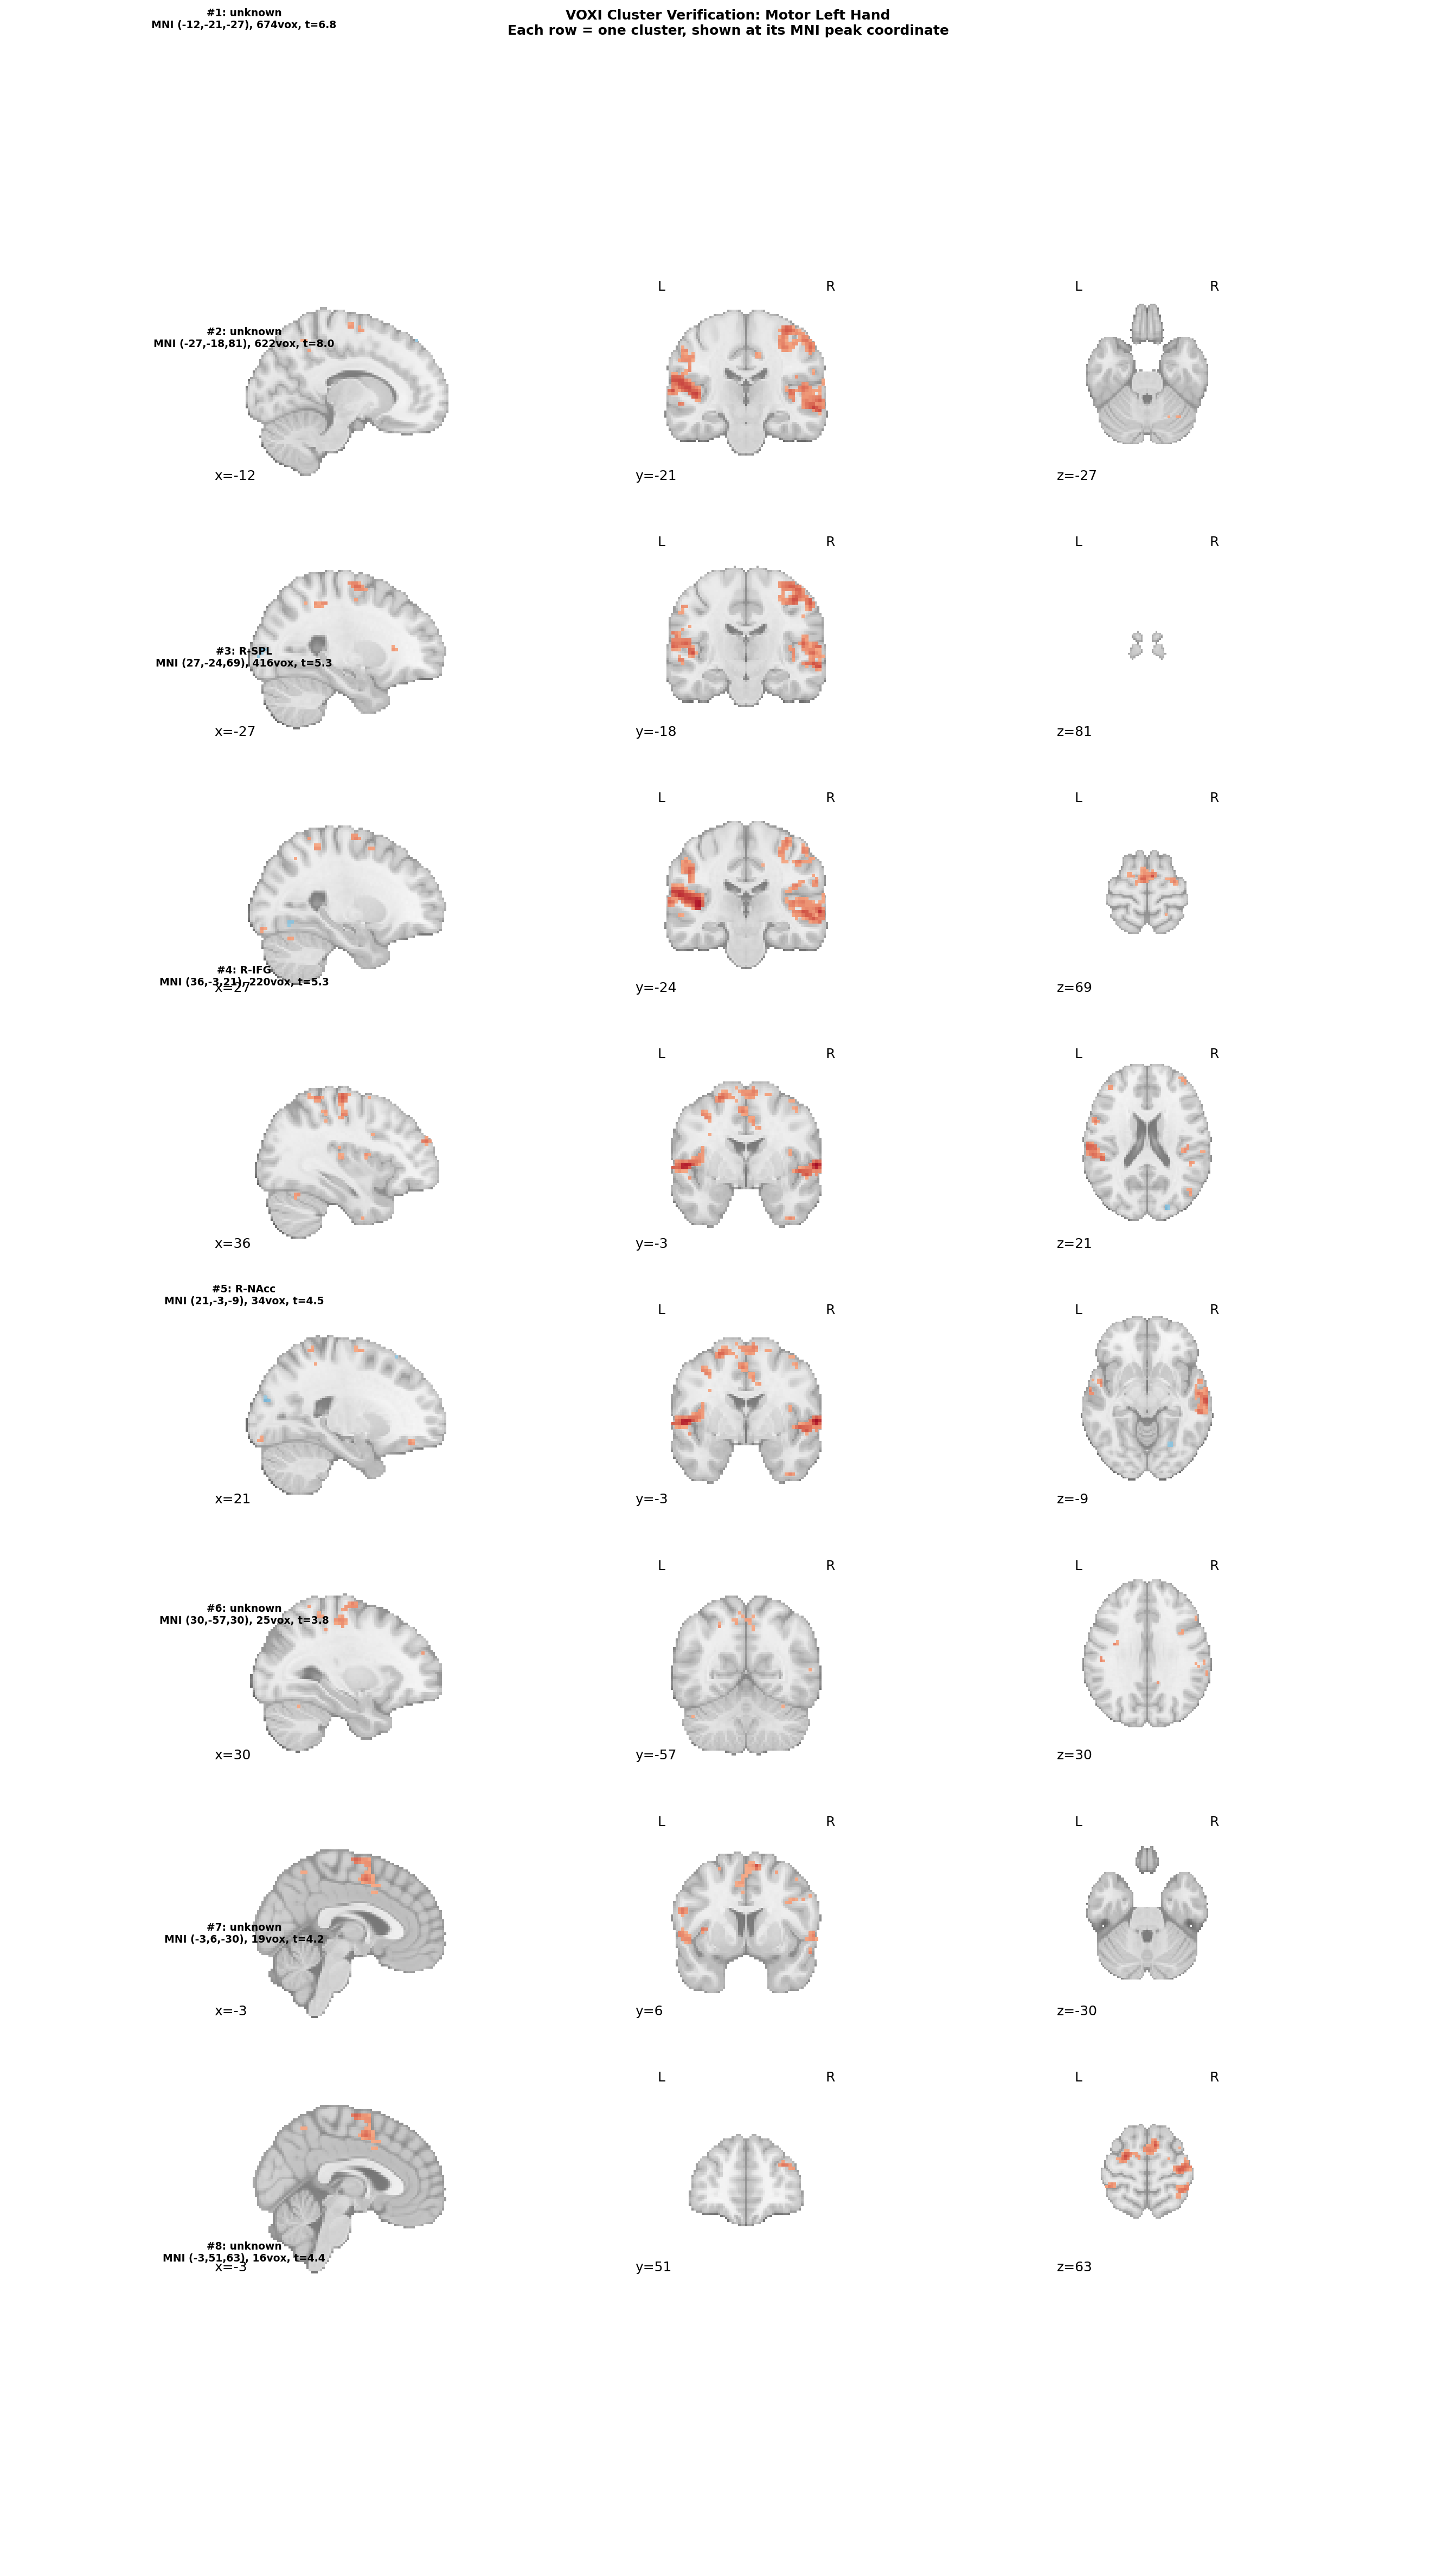 #1: unknown
MNI (-12,-21,-27), 674vox, t=6.8
VOXI Cluster Verification: Motor Left Hand
Each row = one cluster, shown at its MNI peak coordinate
L R L R
#2: unknown
MNI (-27,-18,81), 622vox, t=8.0
x=-12 y=-21 z=-27
L R L R
#3: R-SPL
MNI (27,-24,69), 416vox, t=5.3
x=-27 y=-18 z=81
L R L R
#4: R-IFG
MNI (36,-3,21), 220vox, t=5.3
x=27 y=-24 z=69
L R L R
x=36 y=-3 z=21
#5: R-NAcc
MNI (21,-3,-9), 34vox, t=4.5
L R L R
x=21 y=-3 z=-9
L R L R
#6: unknown
MNI (30,-57,30), 25vox, t=3.8
x=30 y=-57 z=30
L R L R
#7: unknown
MNI (-3,6,-30), 19vox, t=4.2
x=-3 y=6 z=-30
L R L R
#8: unknown
MNI (-3,51,63), 16vox, t=4.4
x=-3 y=51 z=63